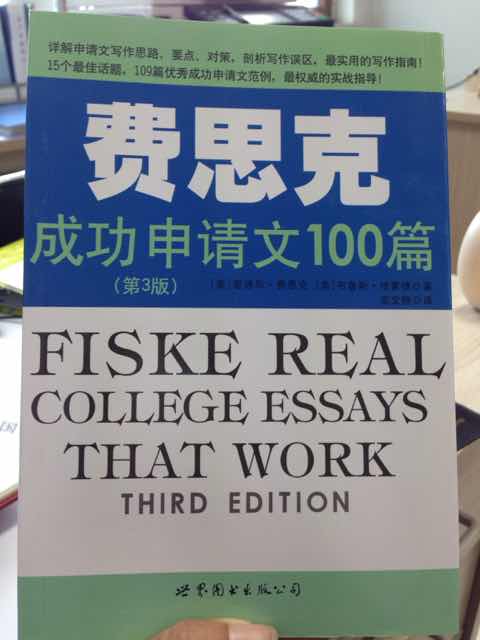 详解申请文写作思路、要点、对策，剖析写作误区，最实用的写作指南！
15个最佳话题，109篇优秀成功申请文范例，最权威的实战指导！
费思克
成功申请文100篇
（第3版）
FISKE REAL
COLLEGE ESSAYS
THAT WORK
THIRD EDITION
世界图书出版公司
国